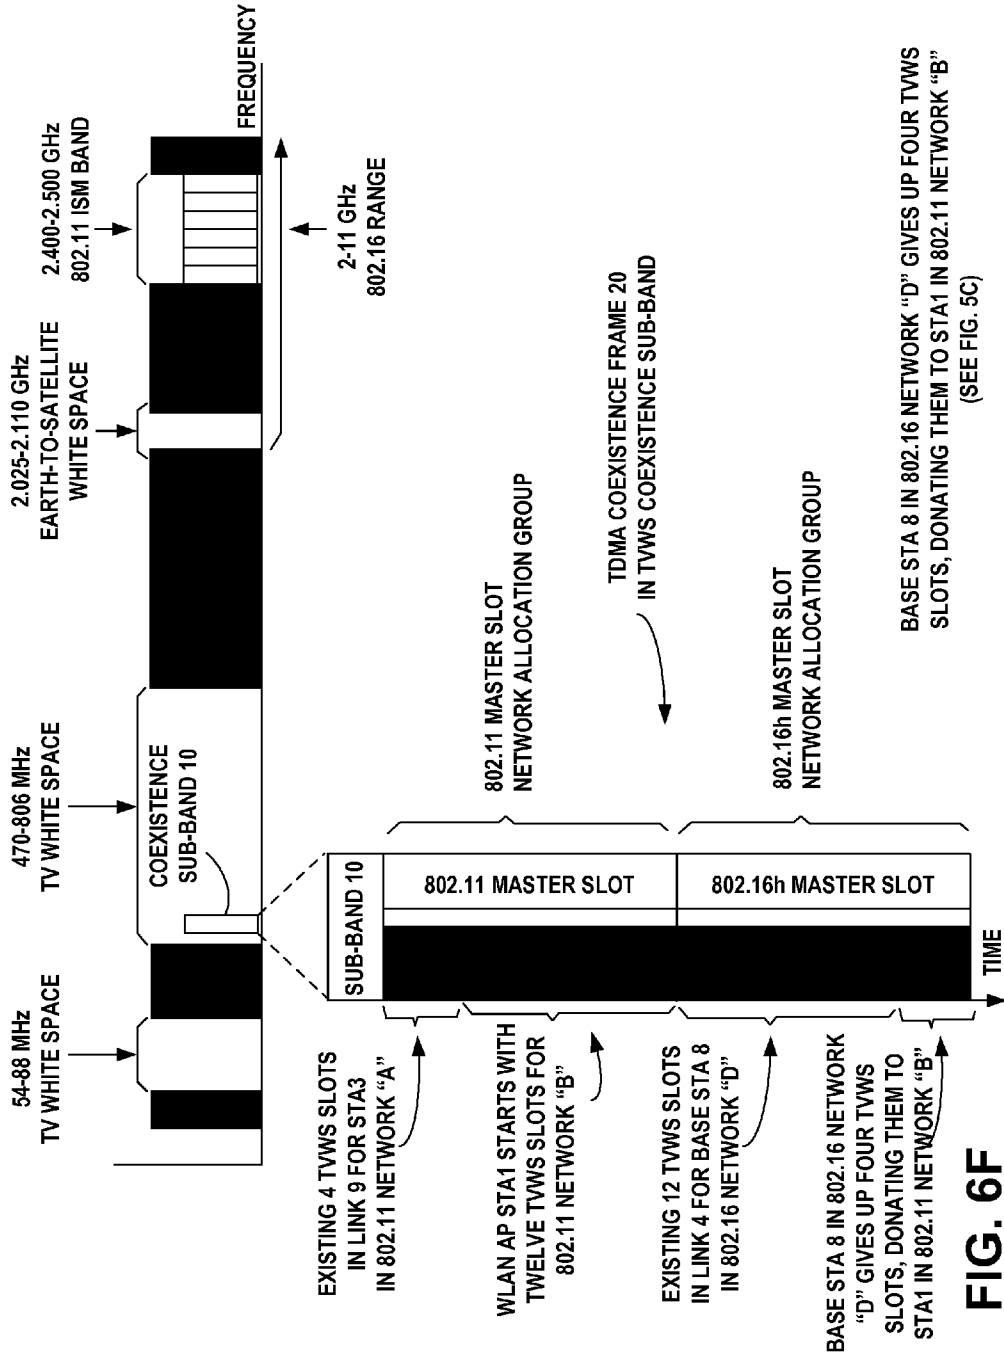 54-88 MHz
TV WHITE SPACE
470-806 MHz
TV WHITE SPACE
2.025-2.110 GHz
EARTH-TO-SATELLITE
WHITE SPACE
2.400-2.500 GHz
802.11 ISM BAND
COEXISTENCE
SUB-BAND 10
FREQUENCY
2-11 GHz
802.16 RANGE
EXISTING 4 TVWS SLOTS
IN LINK 9 FOR STA3
IN 802.11 NETWORK “A”
WLAN AP STA1 STARTS WITH
TWELVE TVWS SLOTS FOR
802.11 NETWORK “B”
EXISTING 12 TVWS SLOTS
IN LINK 4 FOR BASE STA 8
IN 802.16 NETWORK “D”
BASE STA 8 IN 802.16 NETWORK
“D” GIVES UP FOUR TVWS
SLOTS, DONATING THEM TO
STA1 IN 802.11 NETWORK “B”
SUB-BAND 10
802.11 MASTER SLOT
802.16h MASTER SLOT
TIME
802.11 MASTER SLOT
NETWORK ALLOCATION GROUP
802.16h MASTER SLOT
NETWORK ALLOCATION GROUP
TDMA COEXISTENCE FRAME 20
IN TVWS COEXISTENCE SUB-BAND
BASE STA 8 IN 802.16 NETWORK “D” GIVES UP FOUR TVWS
SLOTS, DONATING THEM TO STA1 IN 802.11 NETWORK “B”
(SEE FIG. 5C)
FIG. 6F